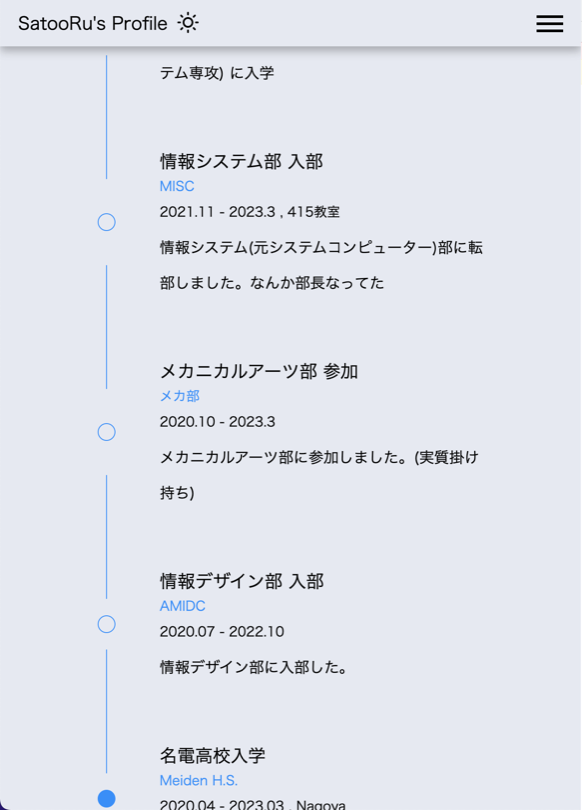 SatooRu's Profile
テム専攻) に入学
情報システム部 入部
MISC
2021.11 - 2023.3 , 415教室
情報システム(元システムコンピューター)部に転
部しました。なんか部長なってた
メカニカルアーツ部 参加
メカ部
2020.10 - 2023.3
メカニカルアーツ部に参加しました。(実質掛け
持ち)
情報デザイン部 入部
AMIDC
2020.07 - 2022.10
情報デザイン部に入部した。
名電高校入学
Meiden H.S.
2020.04 - 2023.03 , Nagoya